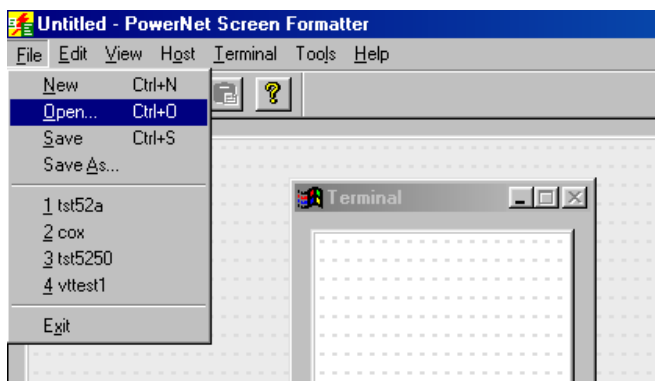 Untitled - PowerNet Screen Formatter
File Edit View Host Terminal Tools Help
New Ctrl+N
Open... Ctrl+O
Save Ctrl+S
Save As...
1 tst52a
2 cox
3 tst5250
4 vttest1
Exit
Terminal